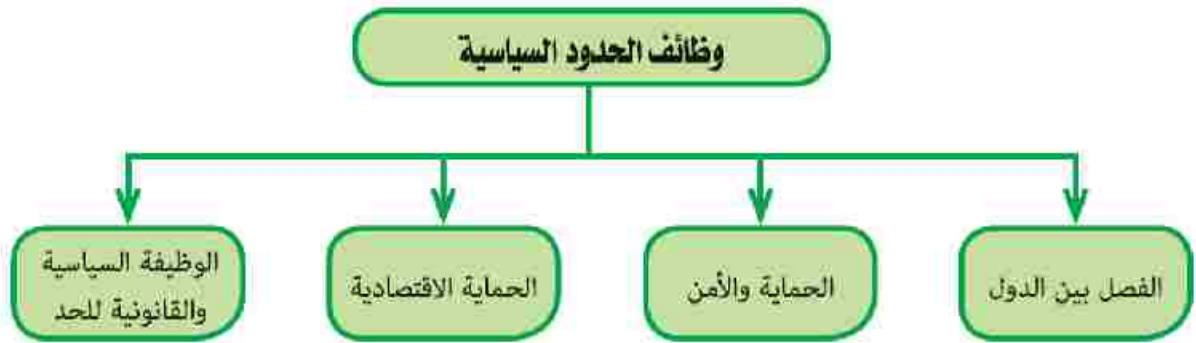 وظائف الحدود السياسية
الفصل بين الدول
الحماية والأمن
الحماية الاقتصادية
الوظيفة السياسية
والقانونية للحد